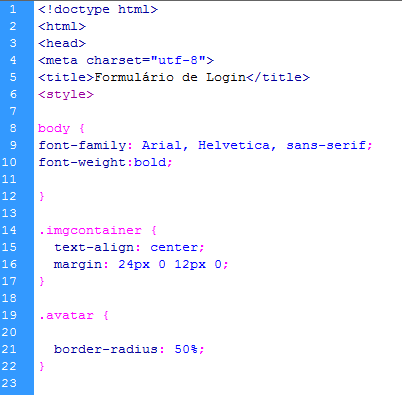 1 <!doctype html>
2 <html>
3 <head>
4 <meta charset="utf-8">
5 <title>Formulário de Login</title>
6 <style>
7
8 body {
9 font-family: Arial, Helvetica, sans-serif;
10 font-weight:bold;
11
12 }
13
14 .imgcontainer {
15   text-align: center;
16   margin: 24px 0 12px 0;
17 }
18
19 .avatar {
20
21   border-radius: 50%;
22 }
23